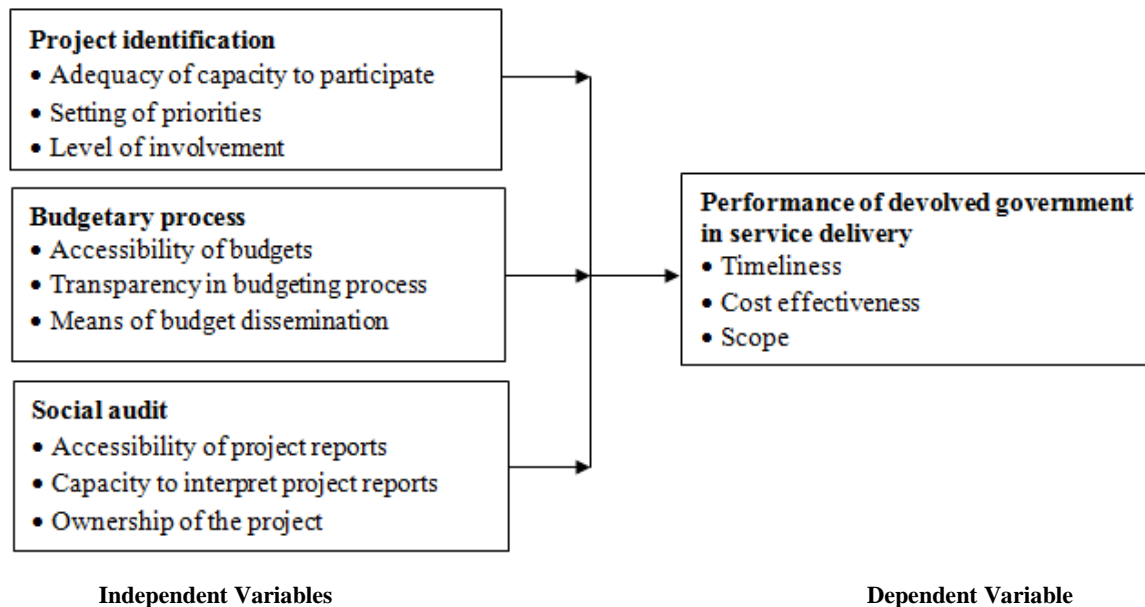 Project identification
• Adequacy of capacity to participate
• Setting of priorities
• Level of involvement
Budgetary process
• Accessibility of budgets
• Transparency in budgeting process
• Means of budget dissemination
Social audit
• Accessibility of project reports
• Capacity to interpret project reports
• Ownership of the project
Performance of devolved government
in service delivery
• Timeliness
• Cost effectiveness
• Scope
Independent Variables
Dependent Variable